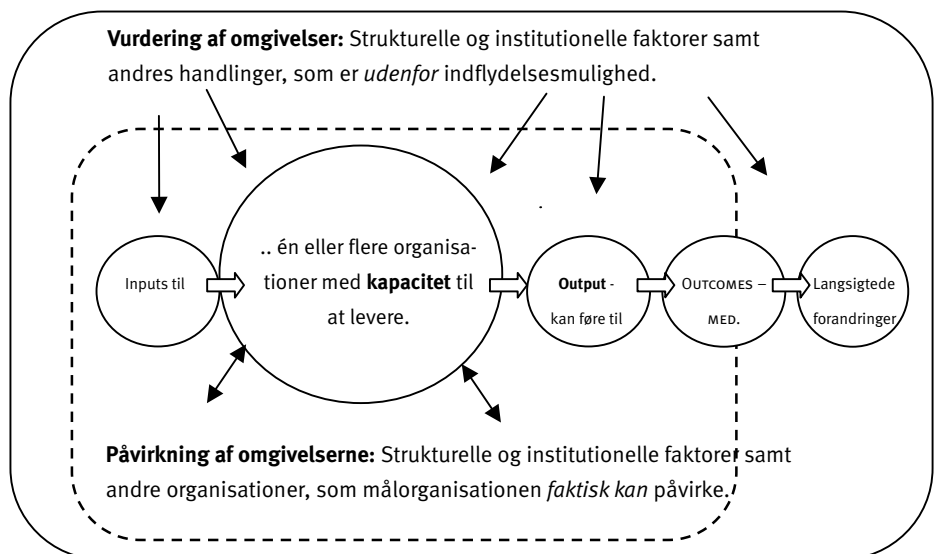 Vurdering af omgivelser: Strukturelle og institutionelle faktorer samt
andres handlinger, som er udenfor indflydelsesmulighed.
Inputs til
.. én eller flere organisa-
tioner med kapacitet til
at levere.
Output -
kan føre til
OUTCOMES –
MED.
Langsigtede
forandringer
Påvirkning af omgivelserne: Strukturelle og institutionelle faktorer samt
andre organisationer, som målorganisationen faktisk kan påvirke.